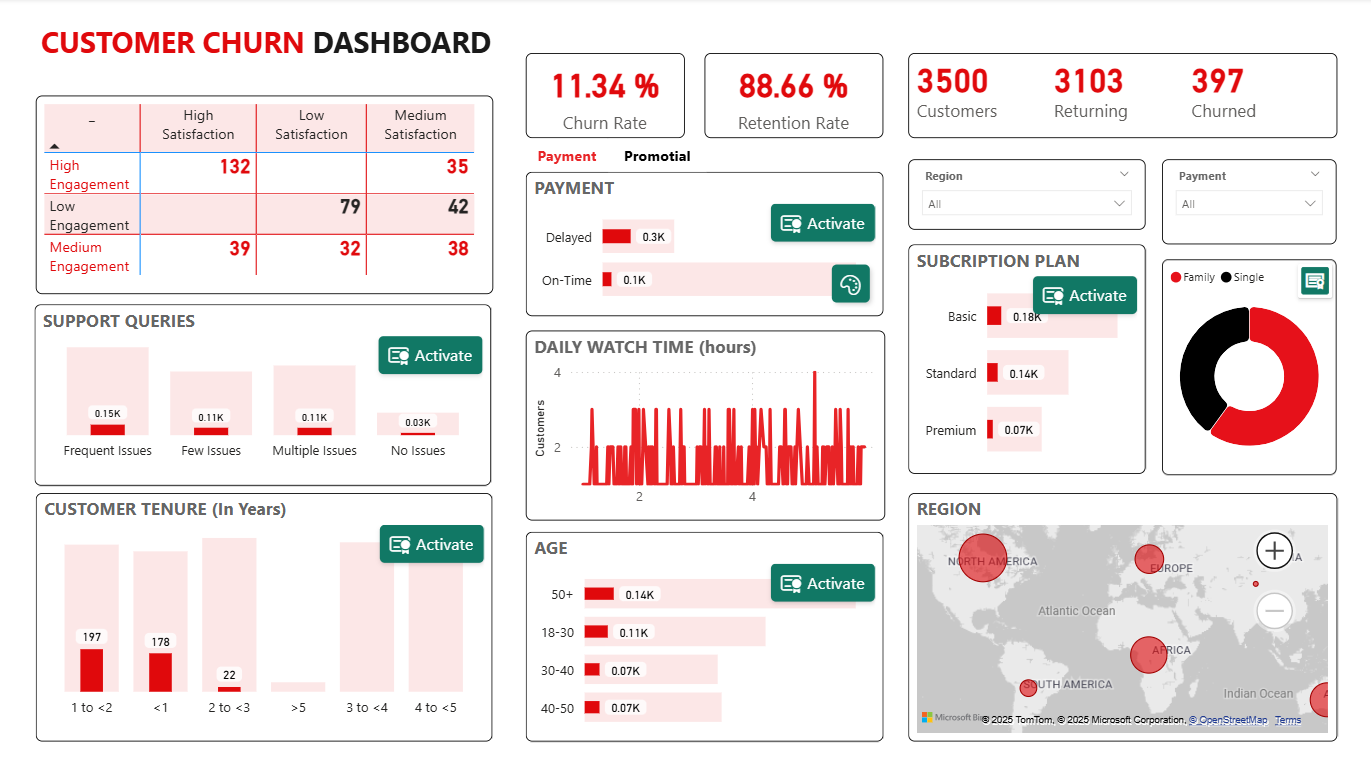 CUSTOMER CHURN DASHBOARD
11.34 %
Churn Rate
88.66 %
Retention Rate
3500
Customers
3103
Returning
397
Churned
–
High
Satisfaction
Low
Satisfaction
Medium
Satisfaction
High
Engagement
132
35
Low
Engagement
79
42
Medium
Engagement
39
32
38
Payment
Promotial
PAYMENT
Activate
Delayed
0.3K
On-Time
0.1K
Region
All
Payment
All
SUBCRIPTION PLAN
Activate
Basic
0.18K
Standard
0.14K
Premium
0.07K
Family
Single
SUPPORT QUERIES
Activate
0.15K
0.11K
0.11K
0.03K
Frequent Issues
Few Issues
Multiple Issues
No Issues
DAILY WATCH TIME (hours)
Customers
4
2
2
4
CUSTOMER TENURE (In Years)
Activate
197
178
22
1 to <2
<1
2 to <3
>5
3 to <4
4 to <5
AGE
Activate
50+
0.14K
18-30
0.11K
30-40
0.07K
40-50
0.07K
REGION
NORTH AMERICA
EUROPE
Atlantic Ocean
AFRICA
SOUTH AMERICA
Indian Ocean
Microsoft
© 2025 TomTom, © 2025 Microsoft Corporation, © OpenStreetMap Terms